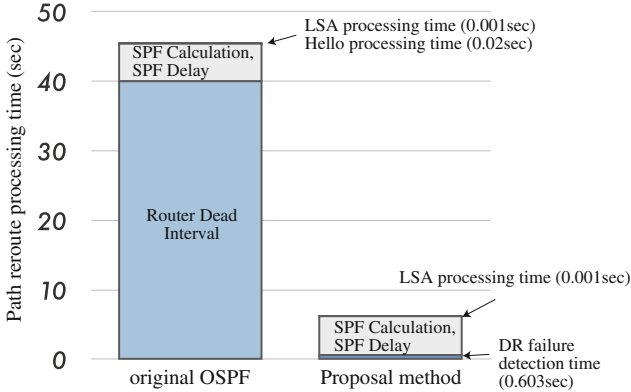 Path reroute processing time (sec)
50
40
30
20
10
0
LSA processing time (0.001sec)
Hello processing time (0.02sec)
SPF Calculation,
SPF Delay
Router Dead
Interval
LSA processing time (0.001sec)
SPF Calculation,
SPF Delay
DR failure
detection time
(0.603sec)
original OSPF
Proposal method